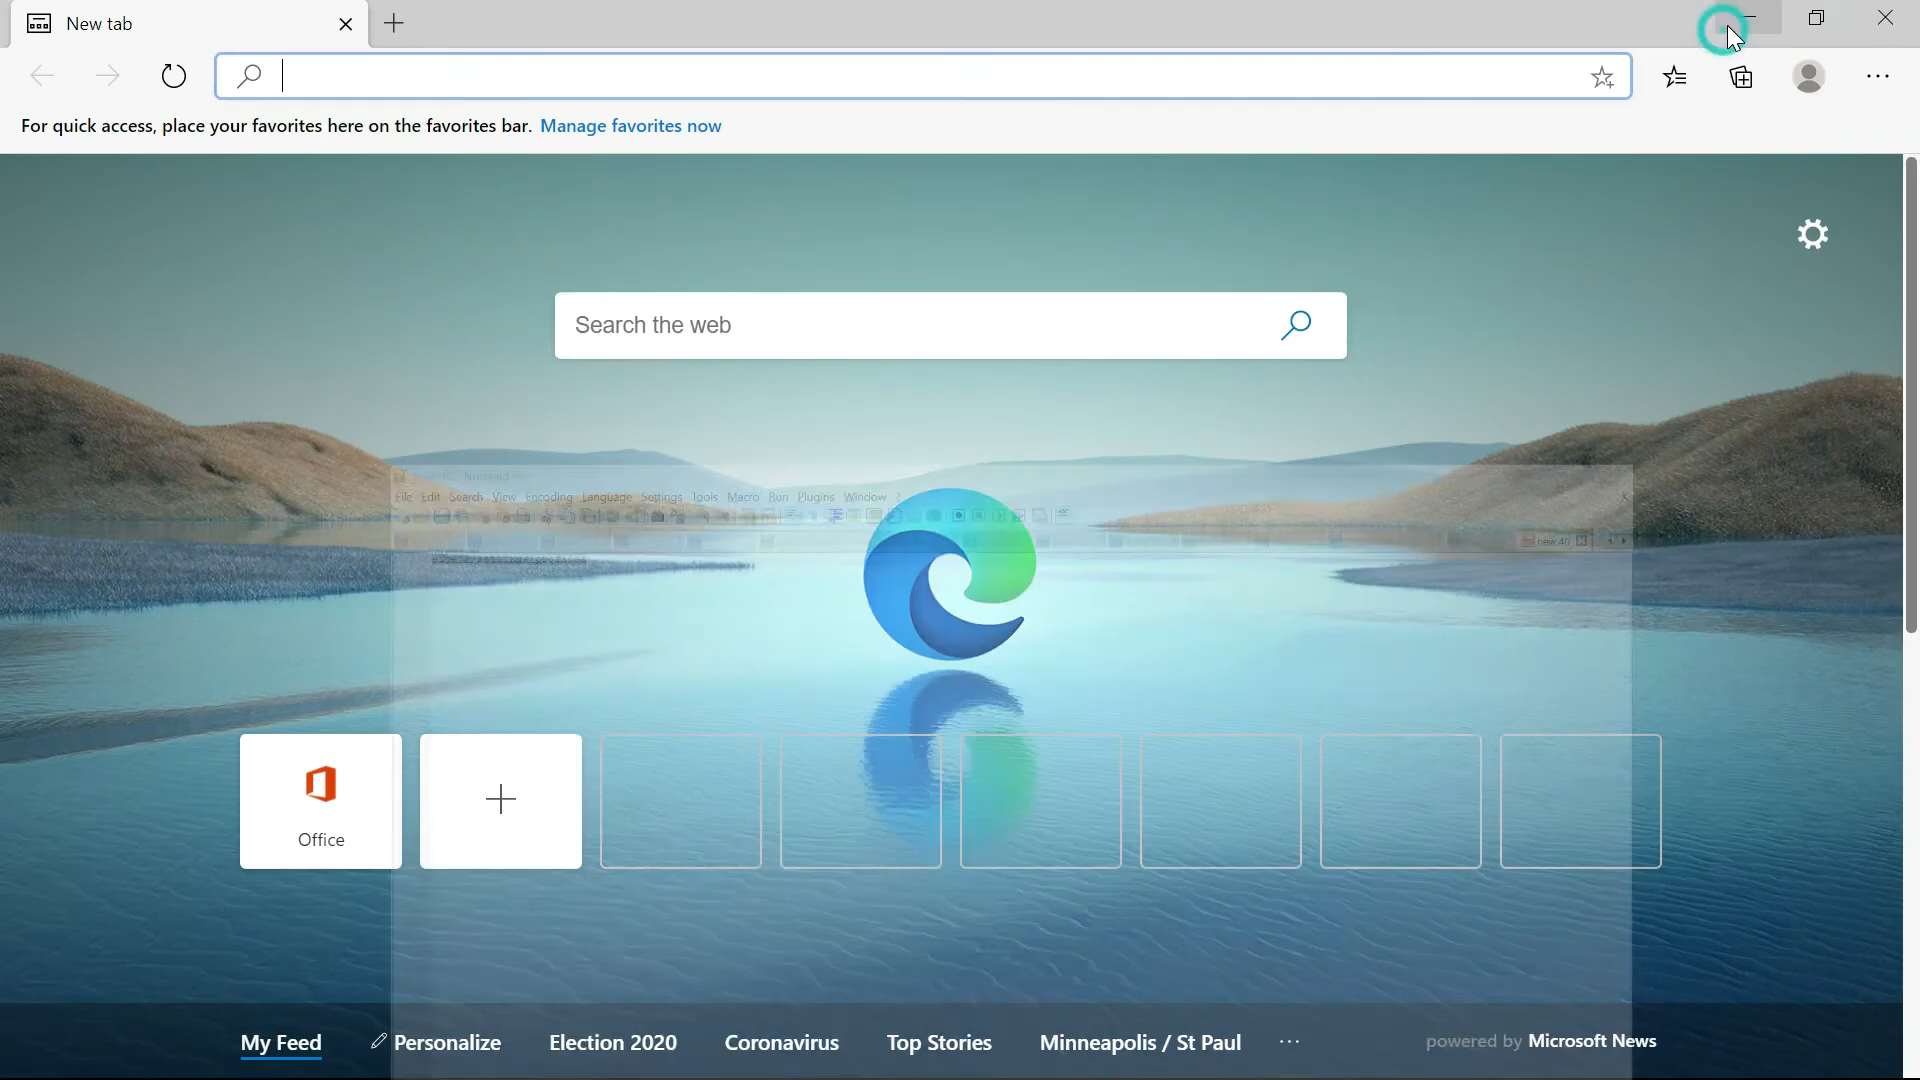 New tab
For quick access, place your favorites here on the favorites bar. Manage favorites now
Search the web
File Edit Search View Encoding Language Settings Tools Macro Run Plugins Window ?
new 40
Office
My Feed Personalize Election 2020 Coronavirus Top Stories Minneapolis / St Paul ... powered by Microsoft News